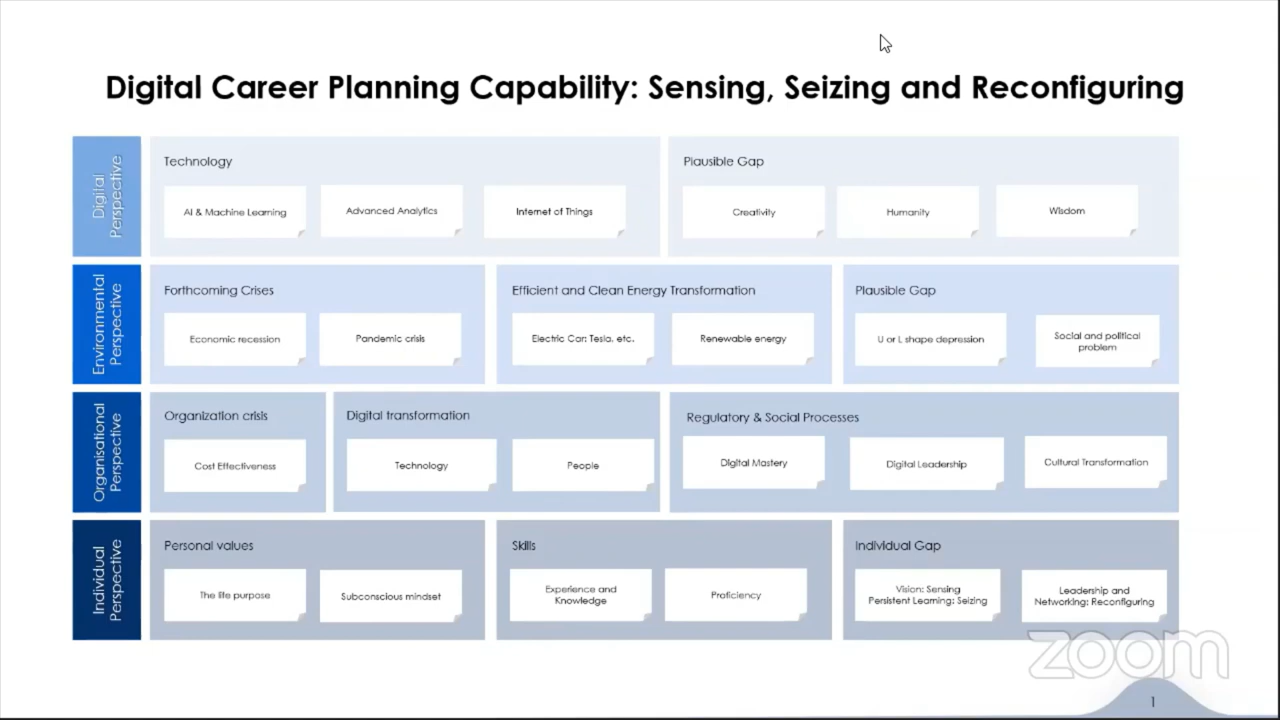 Digital Career Planning Capability: Sensing, Seizing and Reconfiguring
Digital
Perspective
Technology
AI & Machine Learning
Advanced Analytics
Internet of Things
Plausible Gap
Creativity
Humanity
Wisdom
Environmental
Perspective
Forthcoming Crises
Economic recession
Pandemic crisis
Efficient and Clean Energy Transformation
Electric Car: Tesla, etc.
Renewable energy
Plausible Gap
U or L shape depression
Social and political
problem
Organisational
Perspective
Organization crisis
Cost Effectiveness
Digital transformation
Technology
People
Regulatory & Social Processes
Digital Mastery
Digital Leadership
Cultural Transformation
Individual
Perspective
Personal values
The life purpose
Subconscious mindset
Skills
Experience and
Knowledge
Proficiency
Individual Gap
Vision: Sensing
Persistent Learning: Seizing
Leadership and
Networking: Reconfiguring
zoom
1